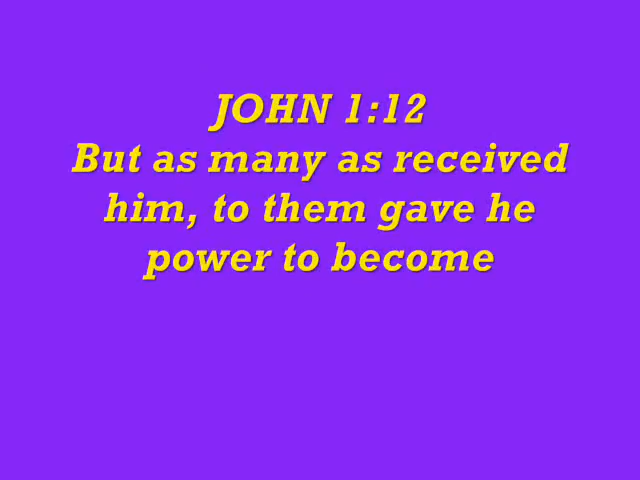 JOHN 1:12
But as many as received
him, to them gave he
power to become